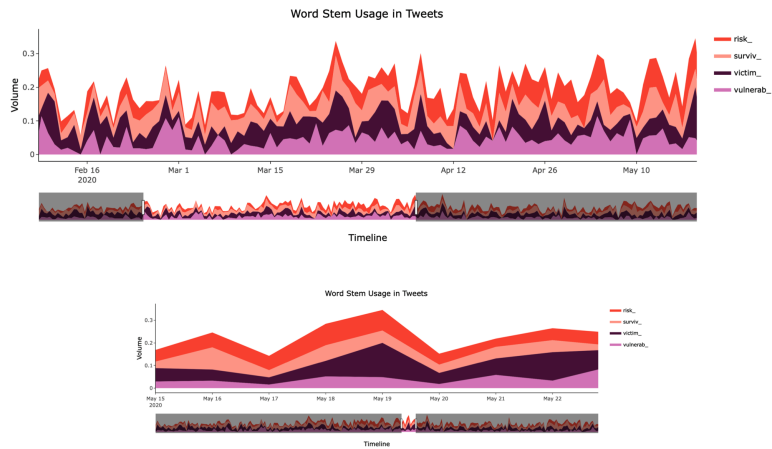 Word Stem Usage in Tweets
risk_
surviv_
victim_
vulnerab_
Volume
0.3
0.2
0.1
0
Feb 16 Mar 1 Mar 15 Mar 29 Apr 12 Apr 26 May 10
2020
Timeline
Word Stem Usage in Tweets
risk_
surviv_
victim_
vulnerab_
Volume
0.3
0.2
0.1
0
May 15 May 16 May 17 May 18 May 19 May 20 May 21 May 22
2020
Timeline